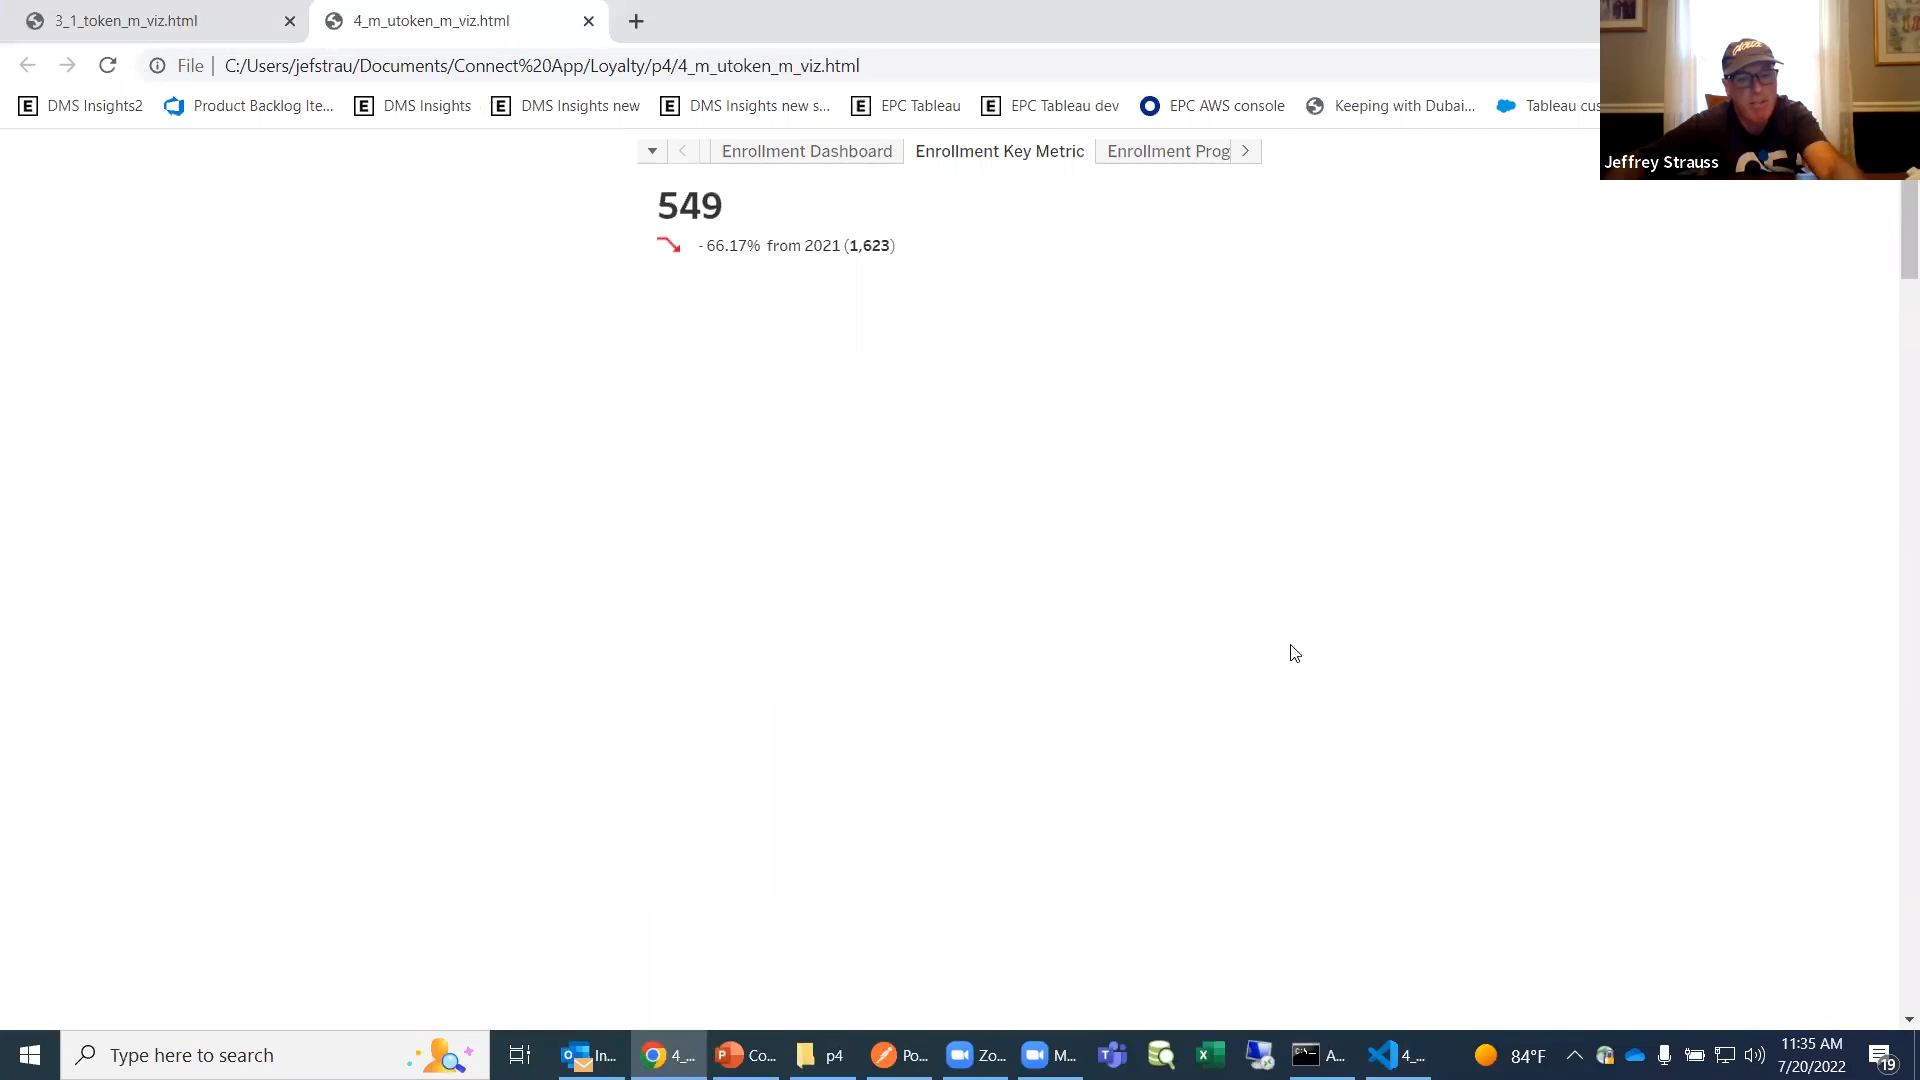 3_1_token_m_viz.html
4_m_utoken_m_viz.html
File
C:/Users/jefstrau/Documents/Connect%20App/Loyalty/p4/4_m_utoken_m_viz.html
DMS Insights2
Product Backlog Ite...
DMS Insights
DMS Insights new
DMS Insights new s...
EPC Tableau
EPC Tableau dev
EPC AWS console
Keeping with Dubai...
Tableau cus
Jeffrey Strauss
Enrollment Dashboard
Enrollment Key Metric
Enrollment Prog
549
- 66.17% from 2021 (1,623)
Type here to search
In...
4_...
Co...
p4
Po...
Zo...
M...
A...
4_...
84°F
11:35 AM
7/20/2022
19